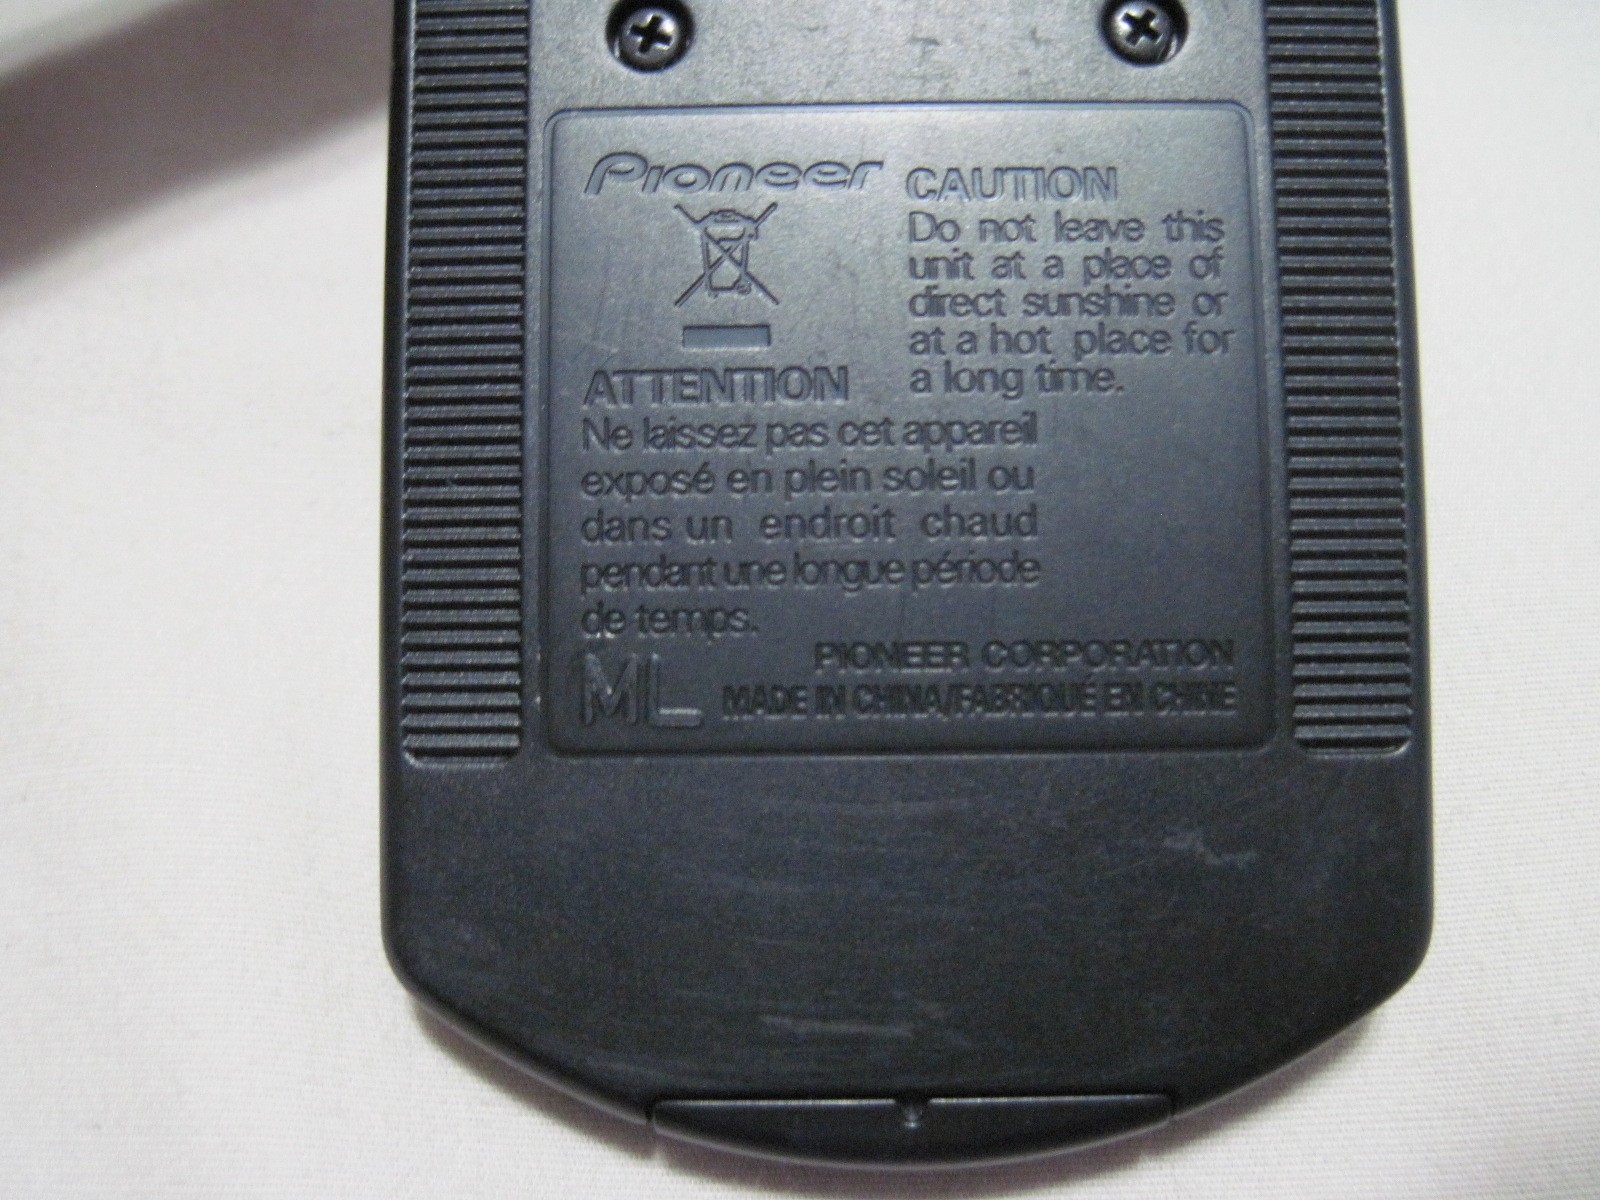 Pioneer
CAUTION
Do not leave this
unit at a place of
direct sunshine or
at a hot place for
a long time.
ATTENTION
Ne laissez pas cet appareil
exposé en plein soleil ou
dans un endroit chaud
pendant une longue période
de temps.
PIONEER CORPORATION
ML
MADE IN CHINA/FABRIQUÉ EN CHINE